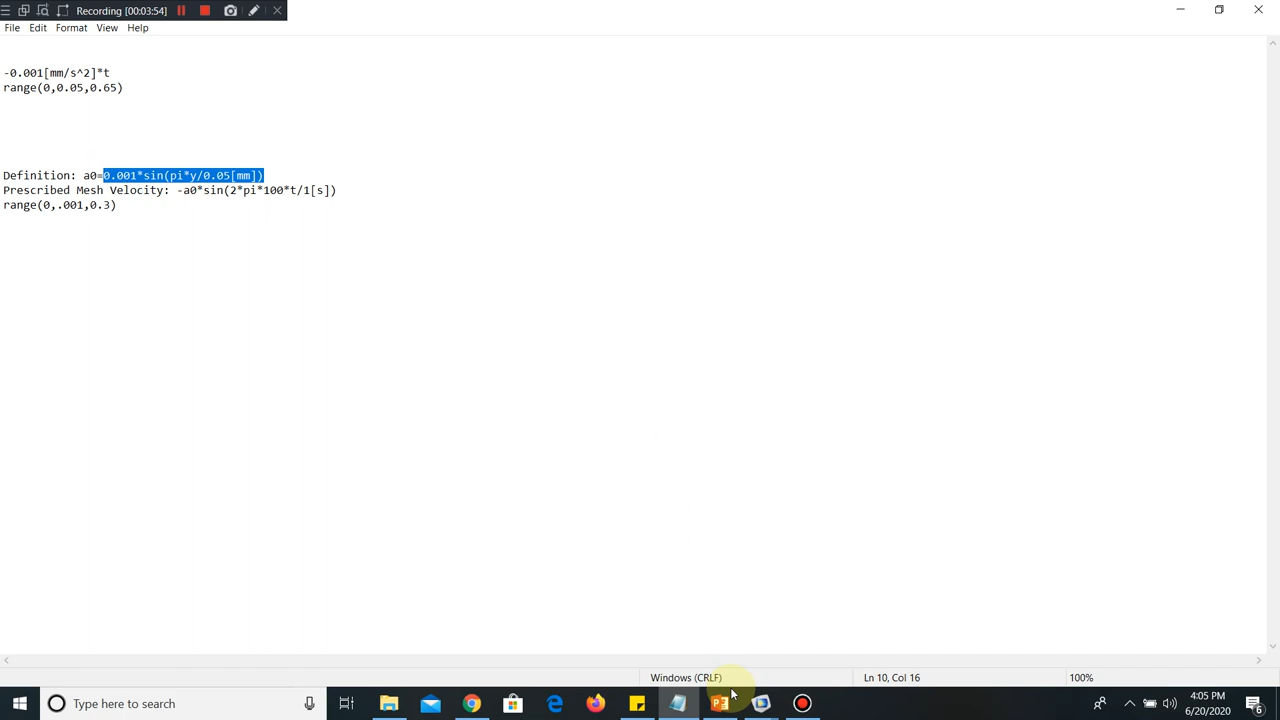 Recording [00:03:54]
File Edit Format View Help
-0.001[mm/s^2]*t
range(0,0.05,0.65)
Definition: a0=0.001*sin(pi*y/0.05[mm])
Prescribed Mesh Velocity: -a0*sin(2*pi*100*t/1[s])
range(0,.001,0.3)
Windows (CRLF) Ln 10, Col 16 100%
Type here to search
4:05 PM
6/20/2020
6